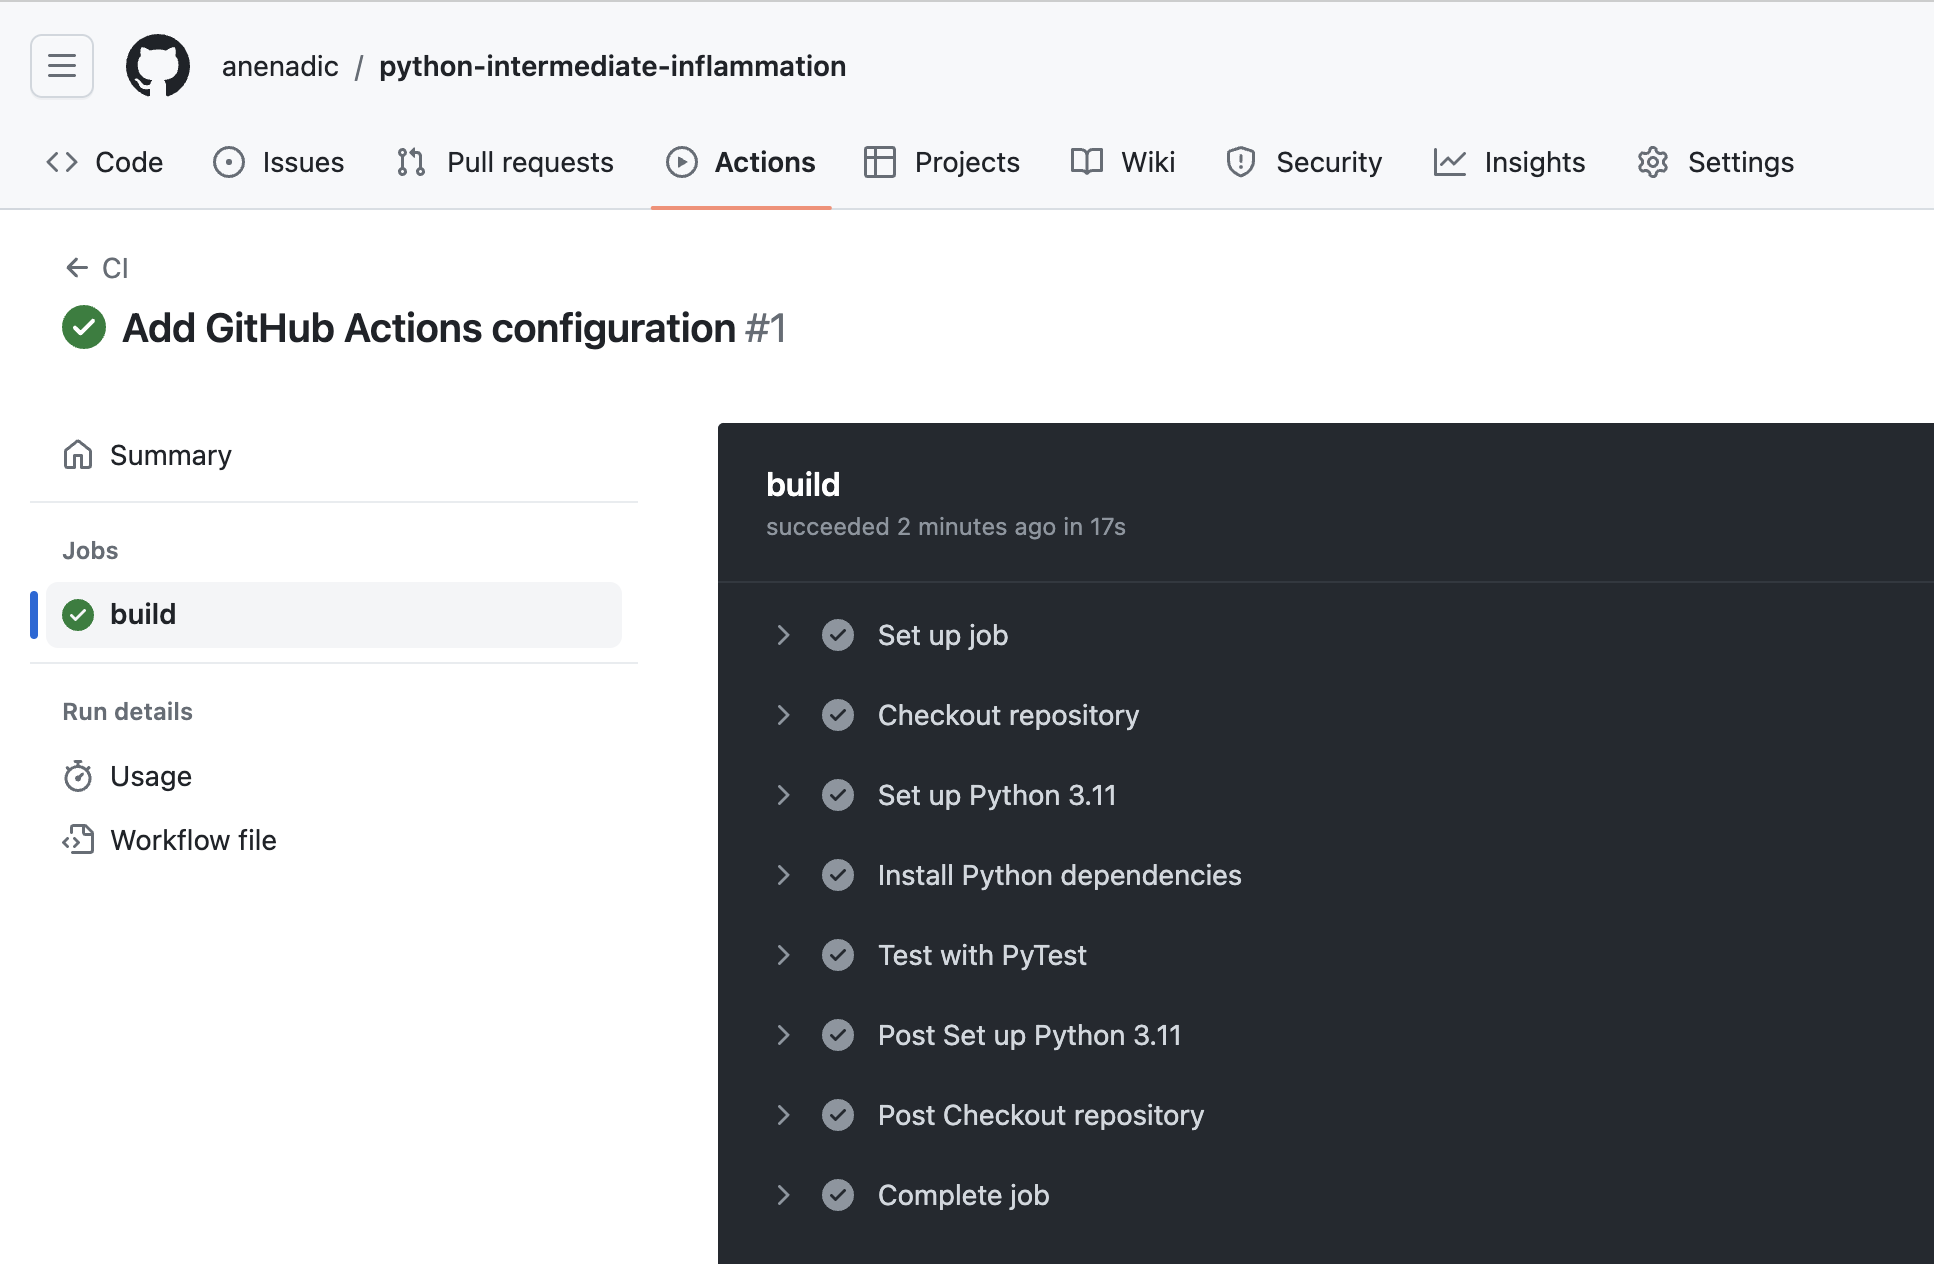 anenadic / python-intermediate-inflammation
Code Issues Pull requests Actions Projects Wiki Security Insights Settings
CI
Add GitHub Actions configuration #1
Summary
Jobs
build
Run details
Usage
Workflow file
build
succeeded 2 minutes ago in 17s
Set up job
Checkout repository
Set up Python 3.11
Install Python dependencies
Test with PyTest
Post Set up Python 3.11
Post Checkout repository
Complete job